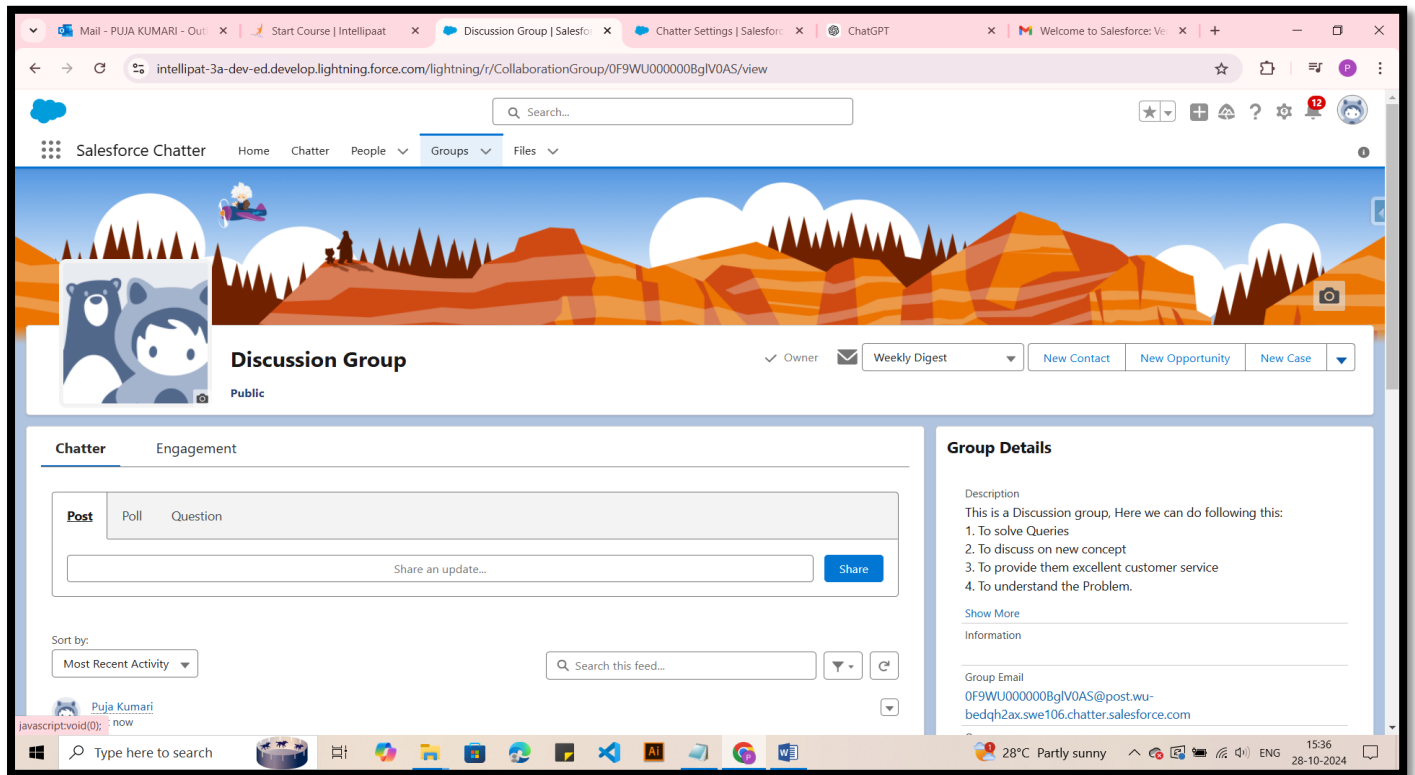 Mail - PUJA KUMARI - Out
Start Course | Intellipaat
Discussion Group | Salesfo
Chatter Settings | Salesforc
ChatGPT
Welcome to Salesforce: Ve
intellipat-3a-dev-ed.develop.lightning.force.com/lightning/r/CollaborationGroup/0F9WU000000BglV0AS/view
P
Search...
12
Salesforce Chatter Home Chatter People Groups Files
Discussion Group
Public
Owner Weekly Digest New Contact New Opportunity New Case
Chatter Engagement
Post Poll Question
Share an update... Share
Sort by:
Most Recent Activity
Search this feed...
Puja Kumari
now
javascript:void(0);
Group Details
Description
This is a Discussion group, Here we can do following this:
1. To solve Queries
2. To discuss on new concept
3. To provide them excellent customer service
4. To understand the Problem.
Show More
Information
Group Email
0F9WU000000BglV0AS@post.wu-
bedqh2ax.swe106.chatter.salesforce.com
Type here to search
Ai
28°C Partly sunny
ENG
15:36
28-10-2024